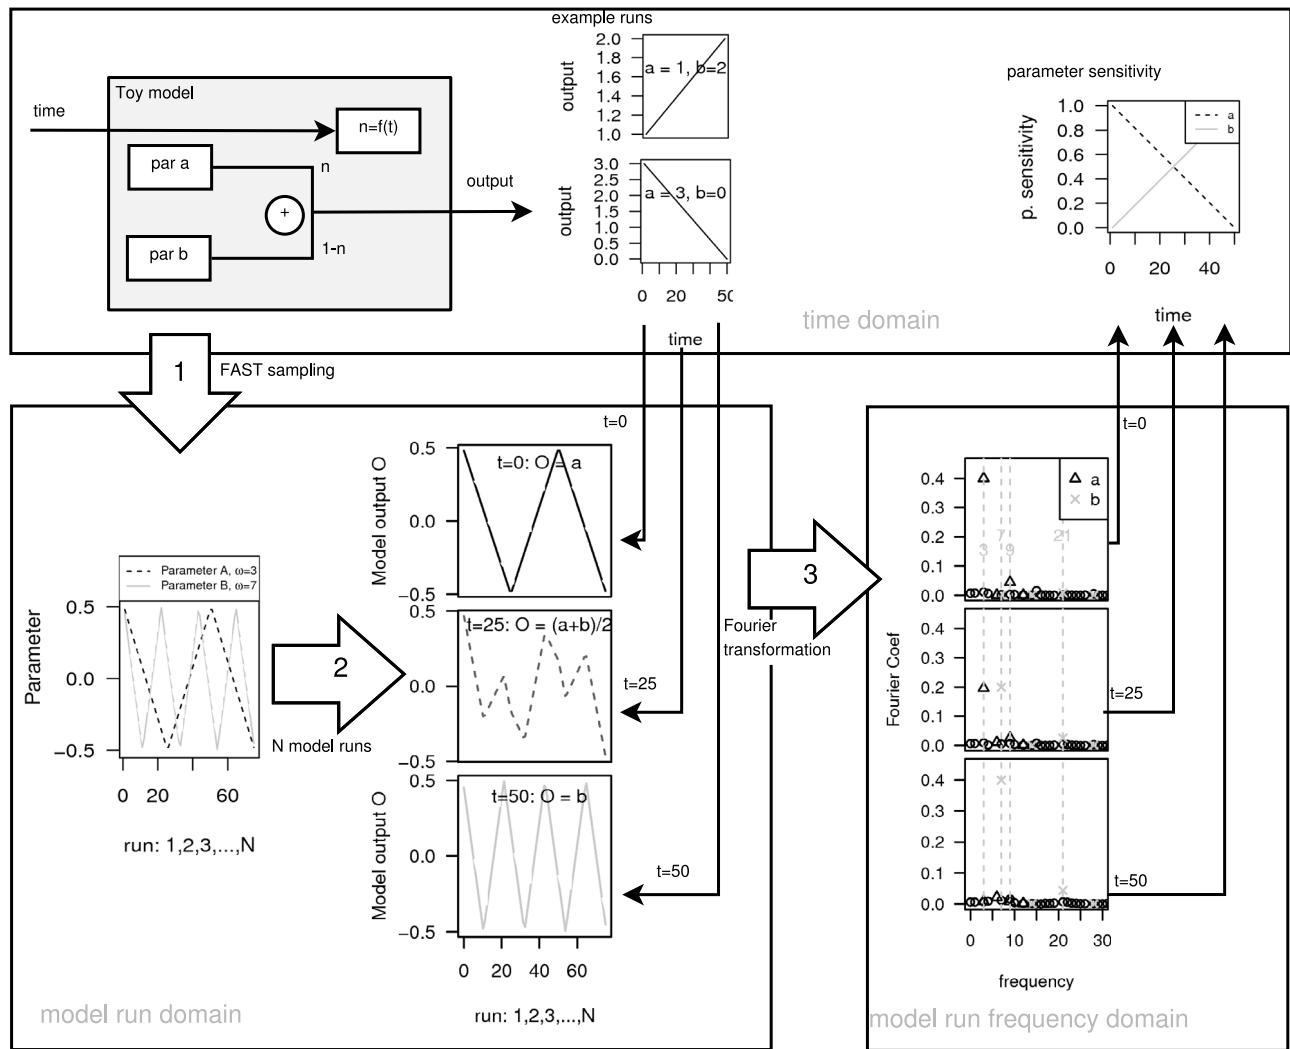 example runs
output
2.0
1.8
1.6
1.4
1.2
1.0
a = 1, b=2
output
3.0
2.5
2.0
1.5
1.0
0.5
0.0
a = 3, b=0
0 20 50
time
Toy model
time
n=f(t)
par a
n
+
output
par b
1-n
parameter sensitivity
p. sensitivity
1.0
0.8
0.6
0.4
0.2
0.0
a
b
0 20 40
time
time domain
1
FAST sampling
t=0
t=25
t=50
Parameter A, ω=3
Parameter B, ω=7
Parameter
0.5
0.0
−0.5
0 20 60
run: 1,2,3,...,N
2
N model runs
Model output O
0.5
0.0
−0.5
t=0: O = a
0.5
0.0
−0.5
t=25: O = (a+b)/2
Model output O
0.5
0.0
−0.5
t=50: O = b
0 20 40 60
run: 1,2,3,...,N
model run domain
3
Fourier
transformation
Fourier Coef
0.4
0.3
0.2
0.1
0.0
a
b
3
7
9
21
0.4
0.3
0.2
0.1
0.0
0.4
0.3
0.2
0.1
0.0
0 10 20 30
frequency
t=0
t=25
t=50
model run frequency domain